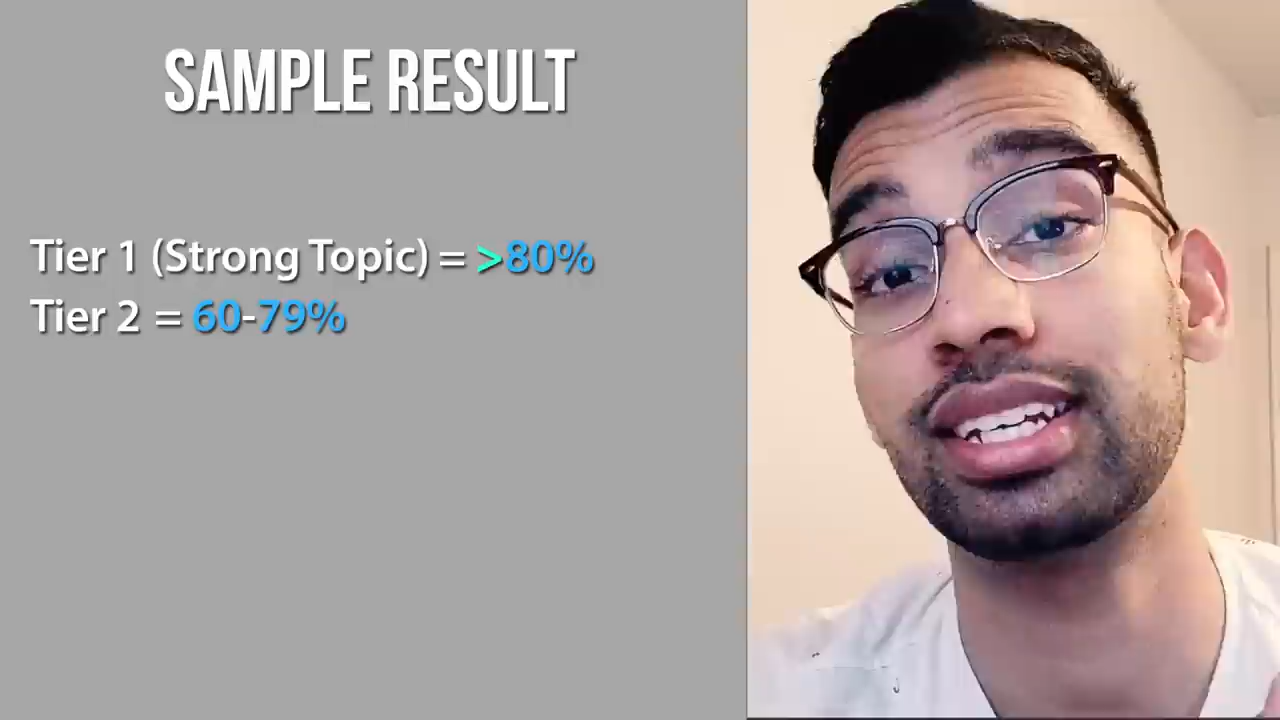 SAMPLE RESULT
Tier 1 (Strong Topic) = >80%
Tier 2 = 60-79%